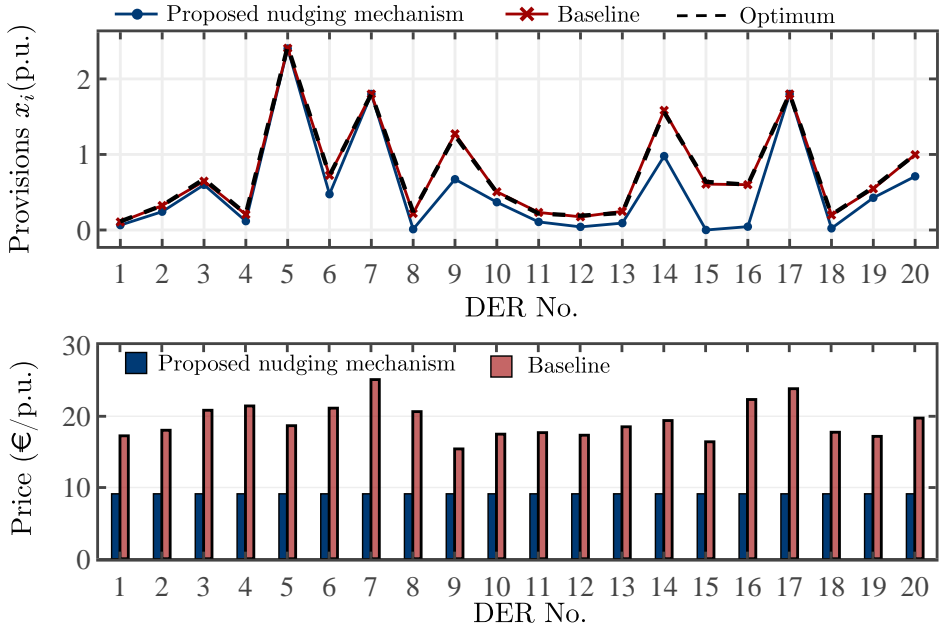 Proposed nudging mechanism Baseline Optimum
Provisions xᵢ(p.u.)
2
1
0
1 2 3 4 5 6 7 8 9 10 11 12 13 14 15 16 17 18 19 20
DER No.
Price (€/p.u.)
30
Proposed nudging mechanism Baseline
20
10
0
1 2 3 4 5 6 7 8 9 10 11 12 13 14 15 16 17 18 19 20
DER No.